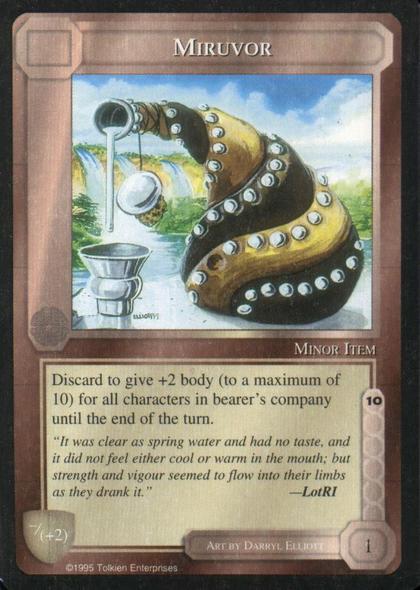 MIRUVOR
ELLIOTT95
MINOR ITEM
Discard to give +2 body (to a maximum of
10) for all characters in bearer's company
until the end of the turn.
10
"It was clear as spring water and had no taste, and
it did not feel either cool or warm in the mouth; but
strength and vigour seemed to flow into their limbs
as they drank it." —LotRI
-/(+2)
ART BY DARRYL ELLIOTT
1
©1995 Tolkien Enterprises